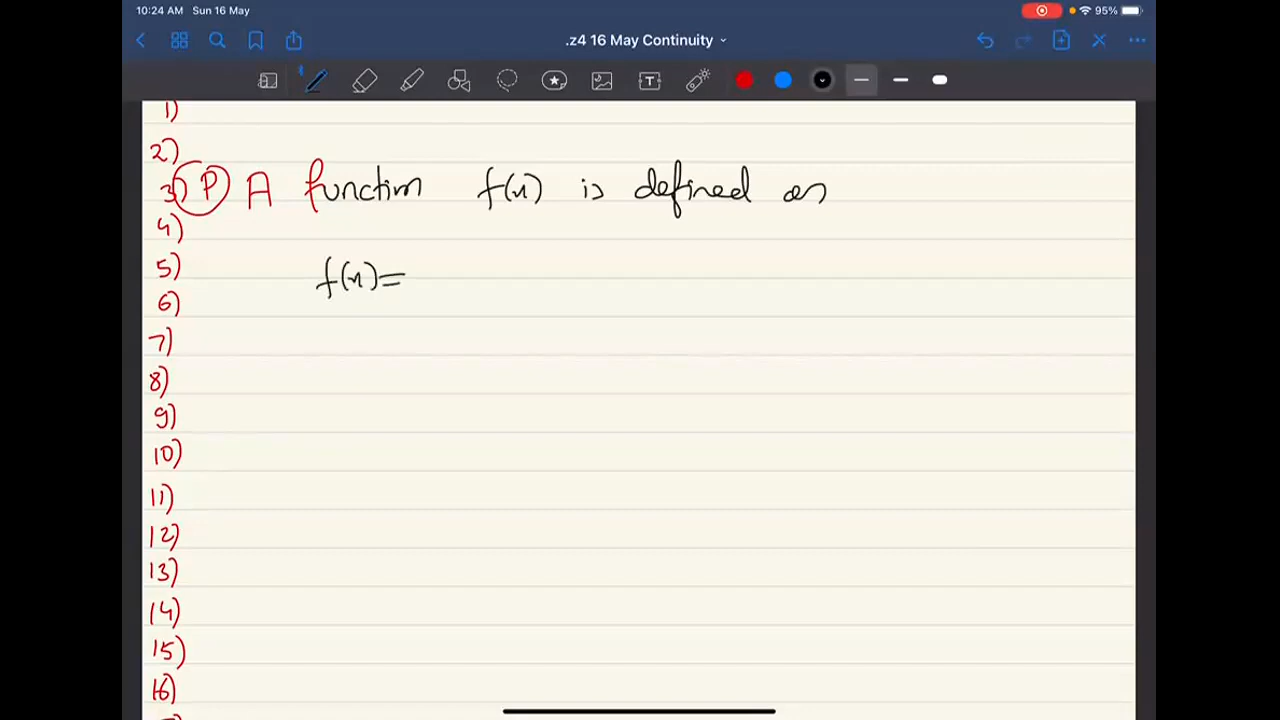 10:24 AM Sun 16 May 95%
.z4 16 May Continuity
T
1)
2)
3) P A function f(x) is defined as
4)
5) f(x)=
6)
7)
8)
9)
10)
11)
12)
13)
14)
15)
16)